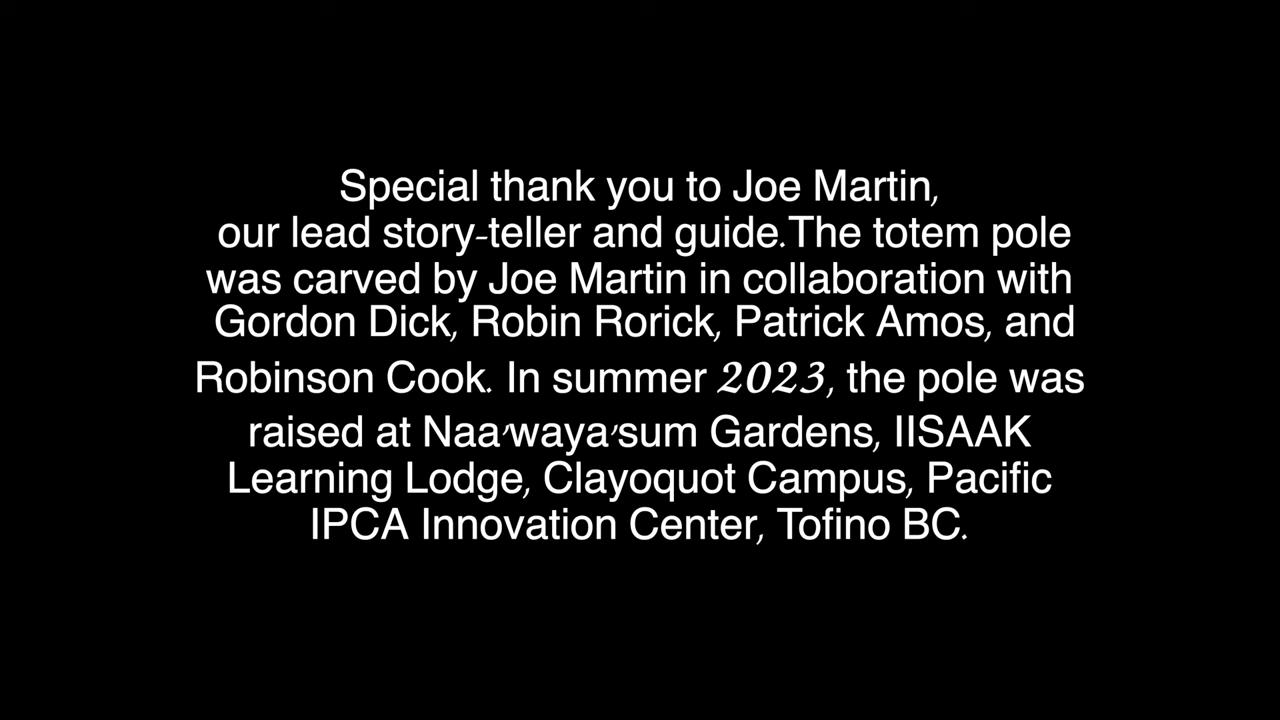 Special thank you to Joe Martin,
our lead story-teller and guide.The totem pole
was carved by Joe Martin in collaboration with
Gordon Dick, Robin Rorick, Patrick Amos, and
Robinson Cook. In summer 2023, the pole was
raised at Naa'waya'sum Gardens, IISAAK
Learning Lodge, Clayoquot Campus, Pacific
IPCA Innovation Center, Tofino BC.